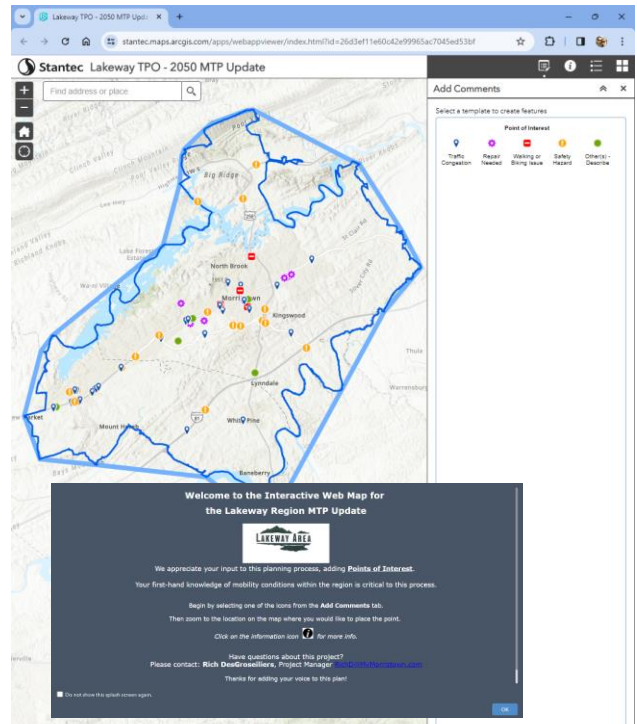 Lakeway TPO - 2050 MTP Upda
stantec.maps.arcgis.com/apps/webappviewer/index.html?id=26d3ef11e60c42e99965ac7045ed53bf
Stantec Lakeway TPO - 2050 MTP Update
Find address or place
Add Comments
Select a template to create features
Point of Interest
Traffic Congestion
Repair Needed
Walking or Biking Issue
Safety Hazard
Other(s) - Describe
Big Ridge
Lake Forest Estates
North Brook
Morristown
Kingswood
Thula
Lynndale
Warrensburg
White Pine
Mount
Baneberry
Welcome to the Interactive Web Map for
the Lakeway Region MTP Update
LAKEWAY AREA
We appreciate your input to this planning process, adding Points of Interest.
Your first-hand knowledge of mobility conditions within the region is critical to this process.
Begin by selecting one of the icons from the Add Comments tab.
Then zoom to the location on the map where you would like to place the point.
Click on the information icon for more info.
Have questions about this project?
Please contact: Rich DesGroseiliers, Project Manager
Thanks for adding your voice to this plan!
Do not show this splash screen again.
OK